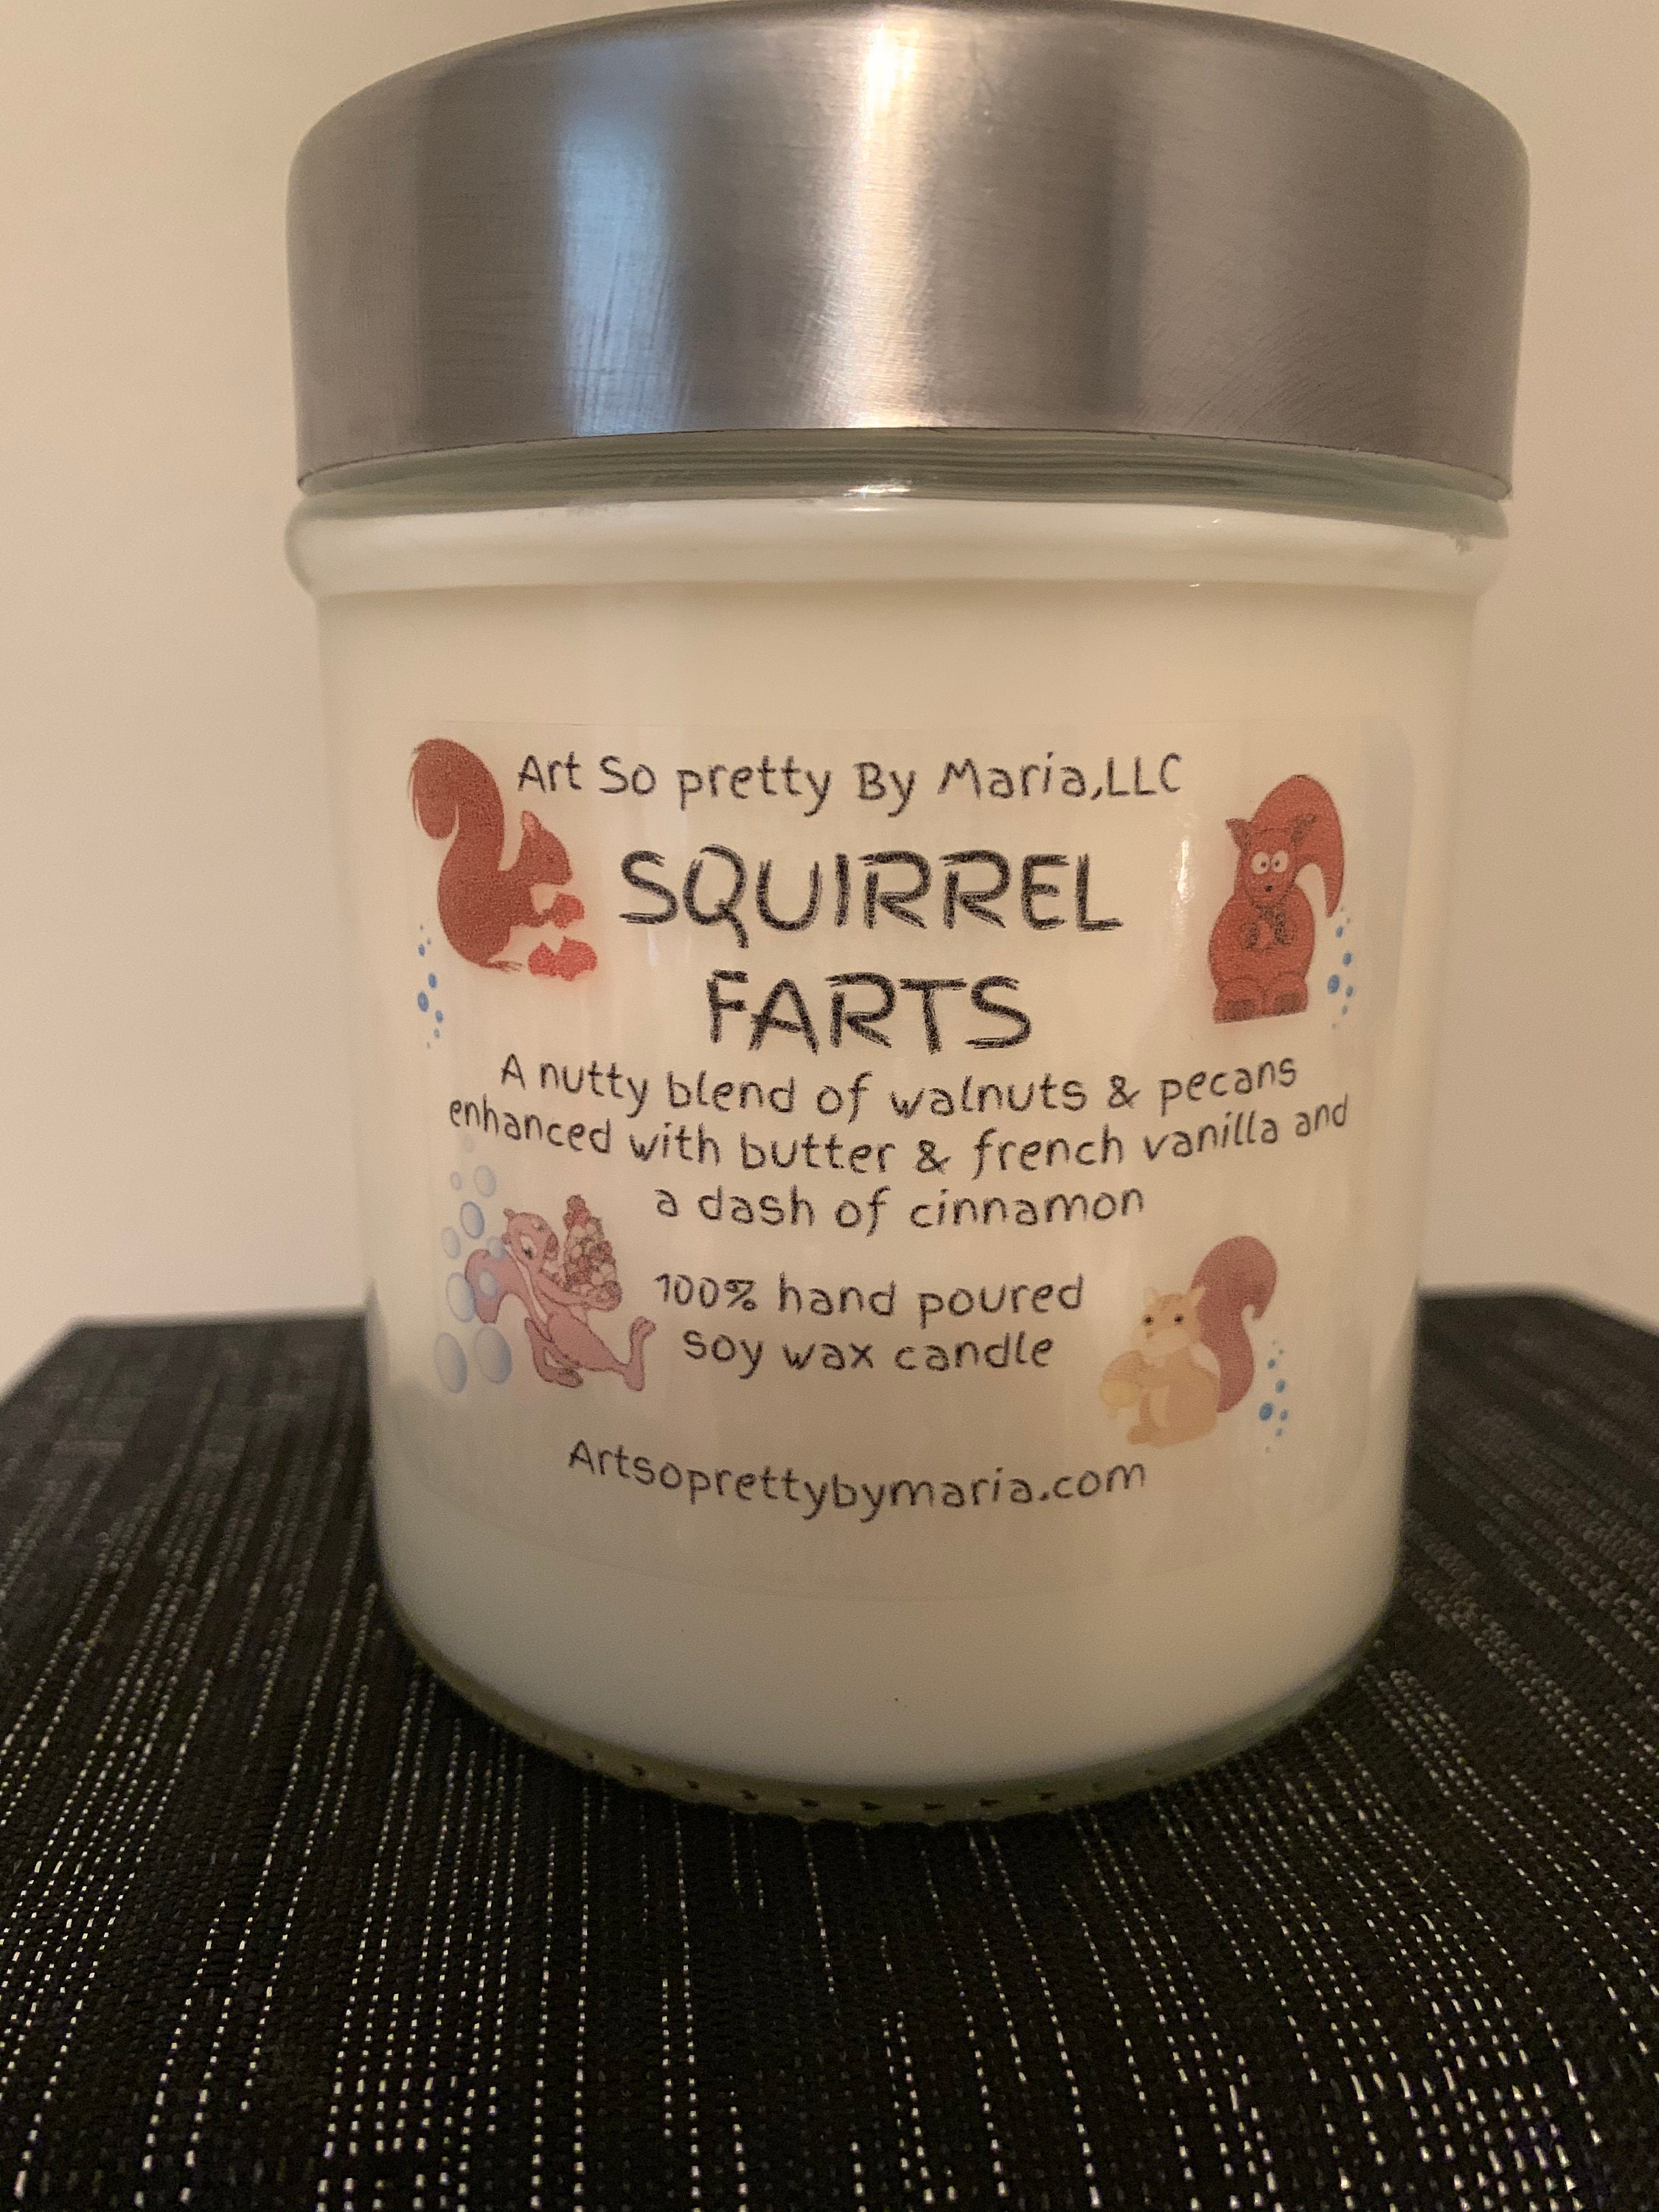 Art So pretty By Maria,LLC
SQUIRREL
FARTS
A nutty blend of walnuts & pecans
enhanced with butter & french vanilla and
a dash of cinnamon
100% hand poured
soy wax candle
Artsoprettybymaria.com